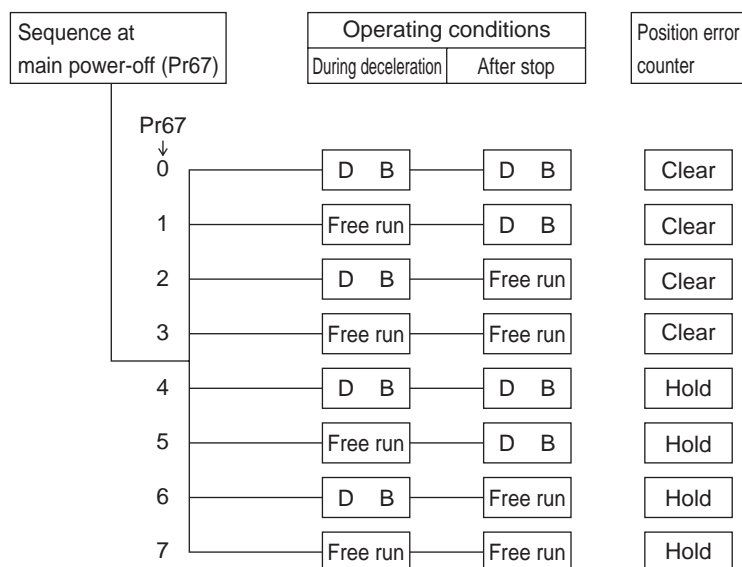 Sequence at
main power-off (Pr67)
Operating conditions
During deceleration
After stop
Position error
counter
Pr67
0
D B
D B
Clear
1
Free run
D B
Clear
2
D B
Free run
Clear
3
Free run
Free run
Clear
4
D B
D B
Hold
5
Free run
D B
Hold
6
D B
Free run
Hold
7
Free run
Free run
Hold